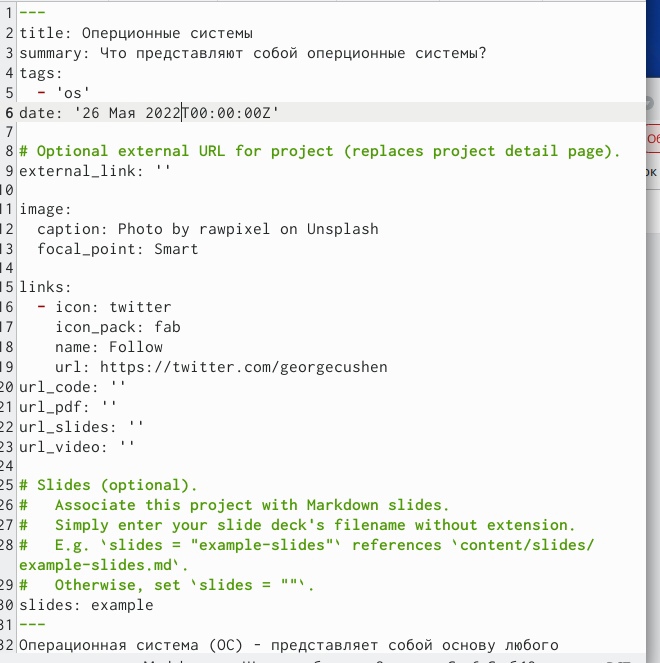 1 ---
2 title: Оперционные системы
3 summary: Что представляют собой оперционные системы?
4 tags:
5   - 'os'
6 date: '26 Мая 2022T00:00:00Z'
7
8 # Optional external URL for project (replaces project detail page).
9 external_link: ''
10
11 image:
12   caption: Photo by rawpixel on Unsplash
13   focal_point: Smart
14
15 links:
16   - icon: twitter
17     icon_pack: fab
18     name: Follow
19     url: https://twitter.com/georgecushen
20 url_code: ''
21 url_pdf: ''
22 url_slides: ''
23 url_video: ''
24
25 # Slides (optional).
26 #   Associate this project with Markdown slides.
27 #   Simply enter your slide deck's filename without extension.
28 #   E.g. `slides = "example-slides"` references `content/slides/
example-slides.md`.
29 #   Otherwise, set `slides = ""`.
30 slides: example
31 ---
32 Операционная система (ОС) - представляет собой основу любого